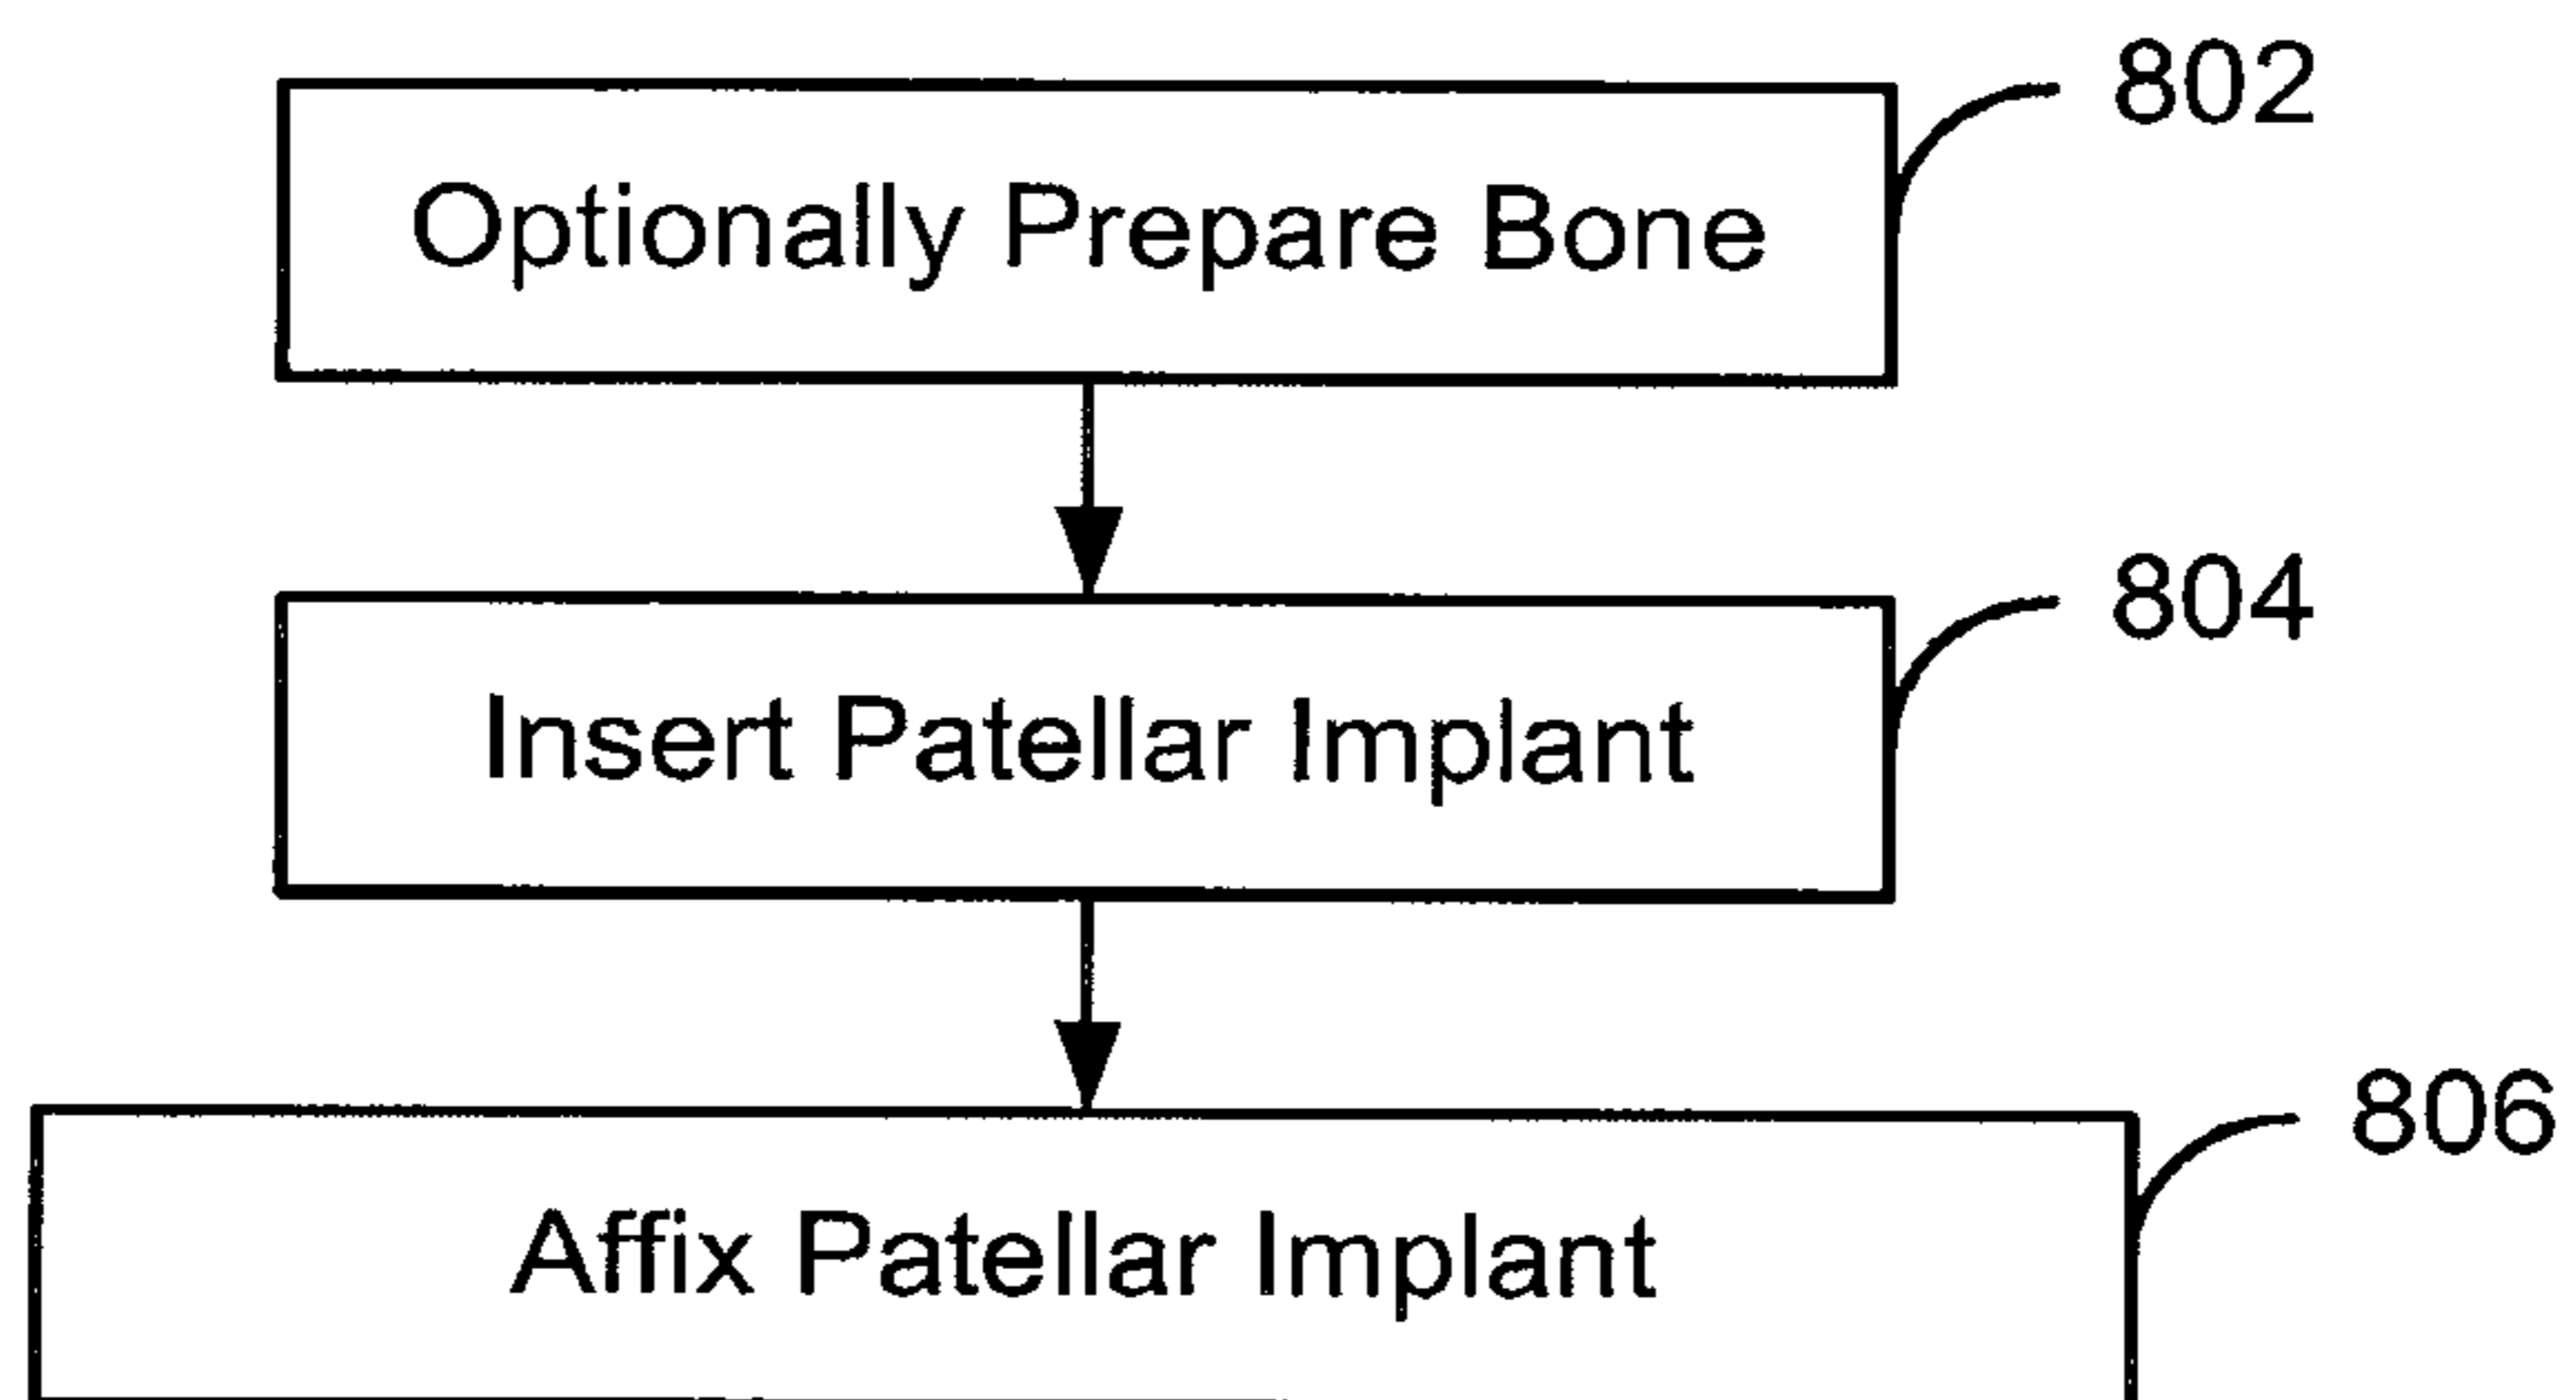 802
Optionally Prepare Bone
804
Insert Patellar Implant
806
Affix Patellar Implant